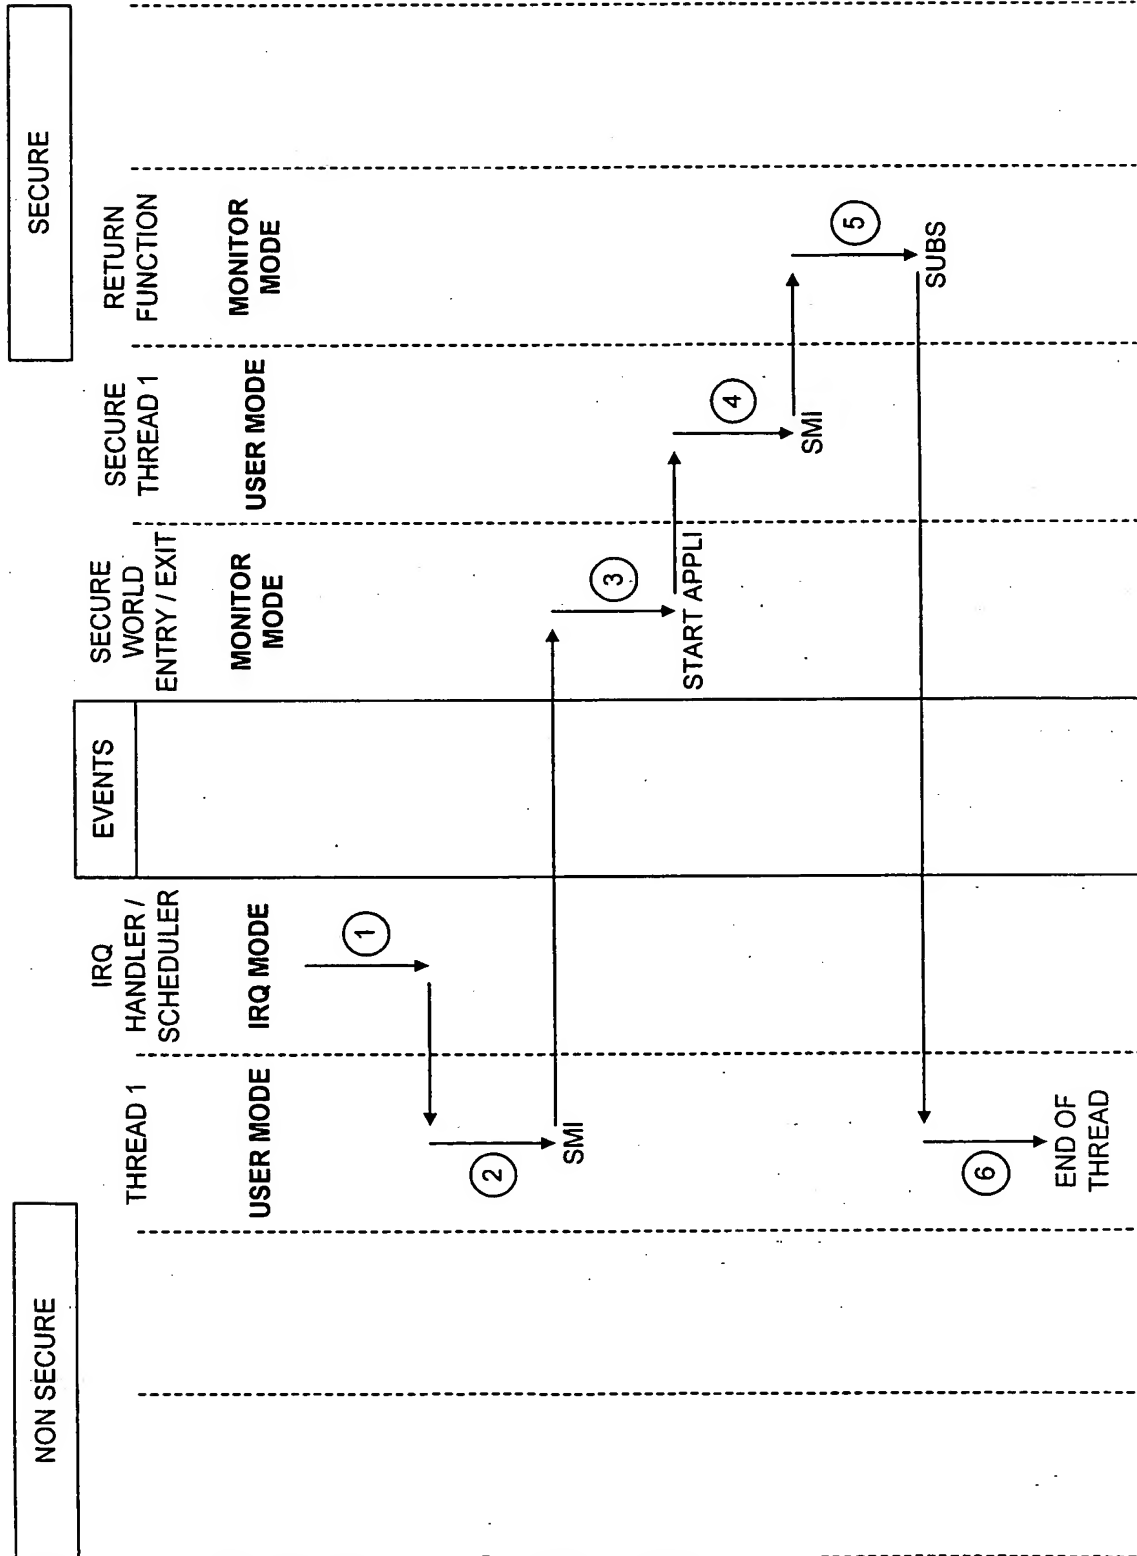 NON SECURE
EVENTS
SECURE
THREAD 1
IRQ
HANDLER /
SCHEDULER
SECURE
WORLD
ENTRY / EXIT
SECURE
THREAD 1
RETURN
FUNCTION
USER MODE
IRQ MODE
MONITOR
MODE
USER MODE
MONITOR
MODE
1
2
SMI
3
START APPLI
4
SMI
5
SUBS
6
END OF
THREAD